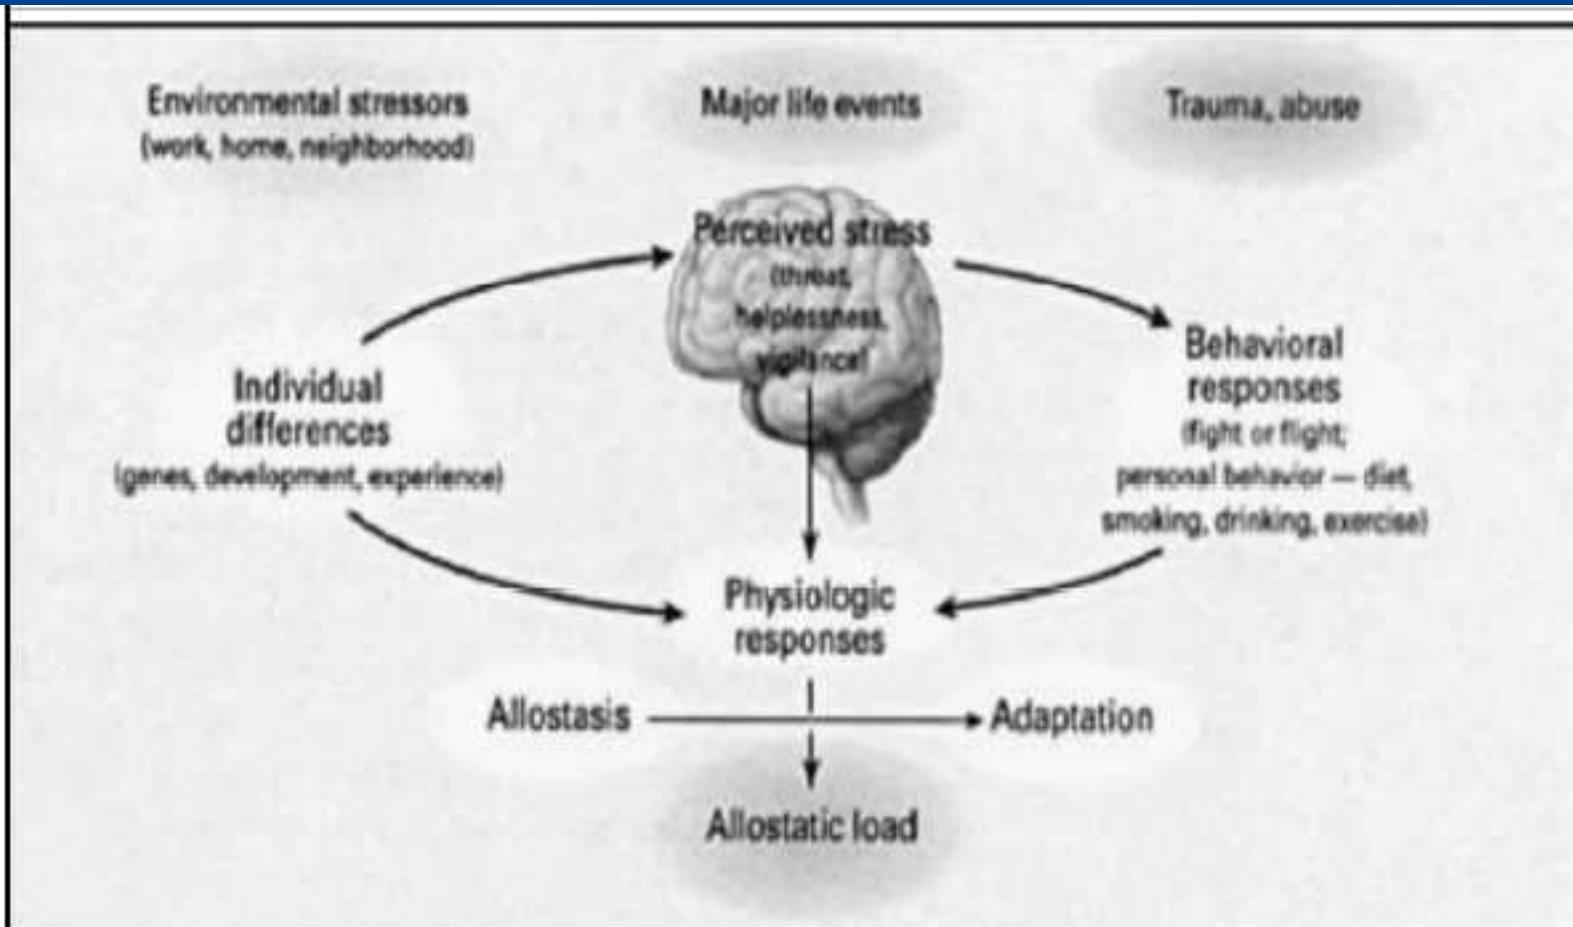 Environmental stressors
(work, home, neighborhood)
Major life events
Trauma, abuse
Perceived stress
(threat,
helplessness,
vigilance)
Individual
differences
(genes, development, experience)
Behavioral
responses
(fight or flight;
personal behavior — diet,
smoking, drinking, exercise)
Physiologic
responses
Allostasis
Adaptation
Allostatic load